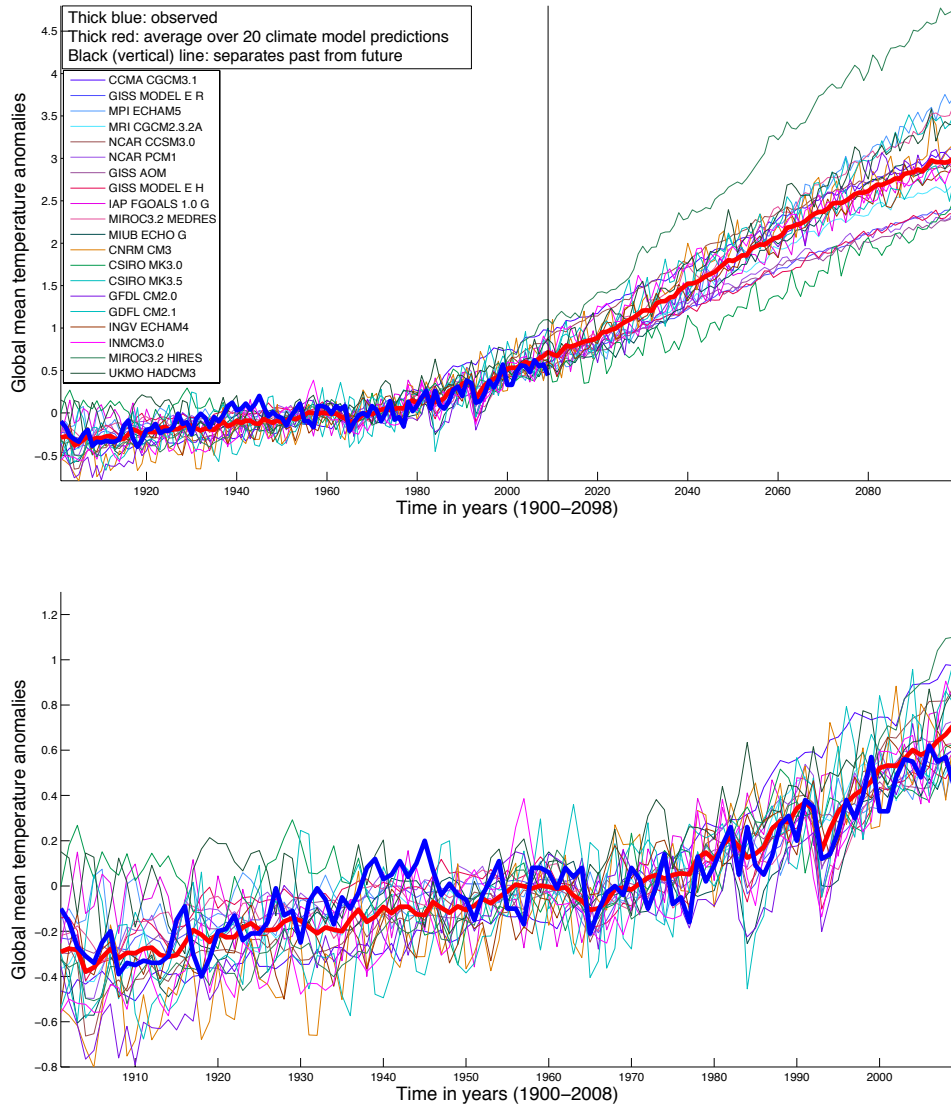 Thick blue: observed
Thick red: average over 20 climate model predictions
Black (vertical) line: separates past from future
CCMA CGCM3.1
GISS MODEL E R
MPI ECHAM5
MRI CGCM2.3.2A
NCAR CCSM3.0
NCAR PCM1
GISS AOM
GISS MODEL E H
IAP FGOALS 1.0 G
MIROC3.2 MEDRES
MIUB ECHO G
CNRM CM3
CSIRO MK3.0
CSIRO MK3.5
GFDL CM2.0
GDFL CM2.1
INGV ECHAM4
INMCM3.0
MIROC3.2 HIRES
UKMO HADCM3
Global mean temperature anomalies
4.5
4
3.5
3
2.5
2
1.5
1
0.5
0
−0.5
1920 1940 1960 1980 2000 2020 2040 2060 2080
Time in years (1900−2098)
Global mean temperature anomalies
1.2
1
0.8
0.6
0.4
0.2
0
−0.2
−0.4
−0.6
−0.8
1910 1920 1930 1940 1950 1960 1970 1980 1990 2000
Time in years (1900−2008)